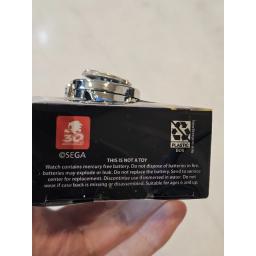 30
©SEGA
PLASTIC
BOX
THIS IS NOT A TOY
Watch contains mercury free battery. Do not dispose of batteries in fire,
batteries may explode or leak. Do not replace the battery. Send to service
center for replacement. Discontinue use if immersed in water. Do not
wear if case back is missing or disassembled. Suitable for ages 6 and up.